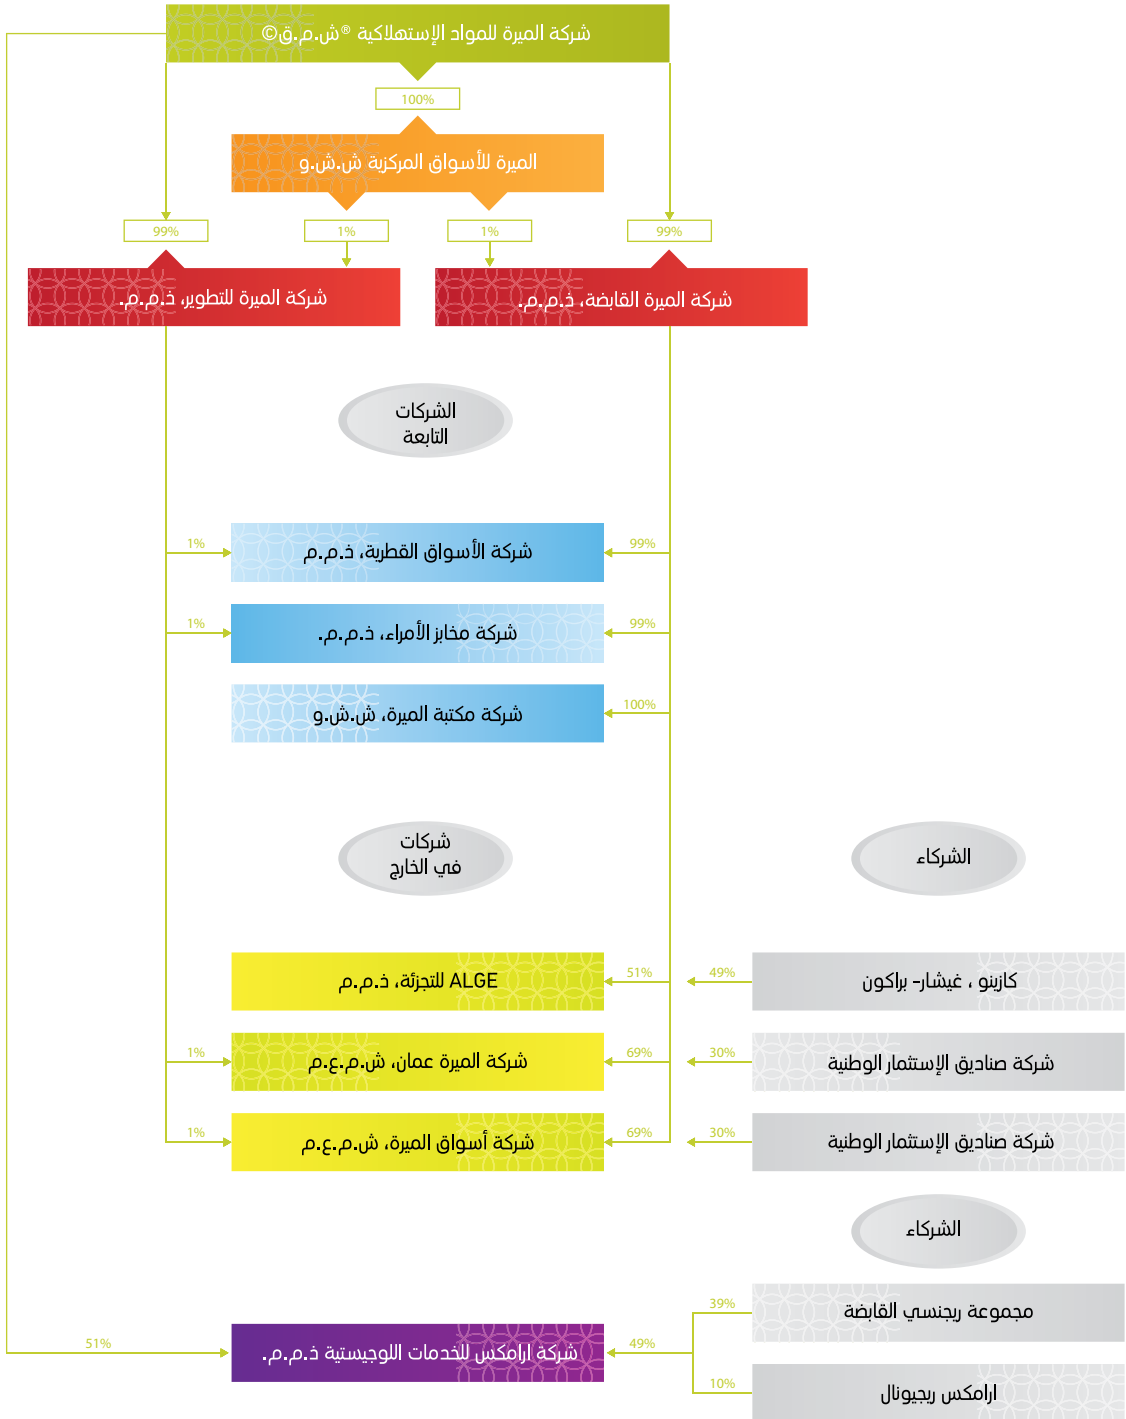 شركة الميرة للمواد الإستهلاكية ®ش.م.ق©
100%
الميرة للأسواق المركزية ش.ش.و
99%
1%
1%
99%
شركة الميرة القابضة، ذ.م.م.
شركة الميرة للتطوير، ذ.م.م.
الشركات
التابعة
99%
شركة الأسواق القطرية، ذ.م.م
1%
99%
شركة مخابز الأمراء، ذ.م.م.
1%
100%
شركة مكتبة الميرة، ش.ش.و
الشركاء
شركات
في الخارج
كازينو ، غيشار- براكون
49%
51%
ALGE للتجزئة، ذ.م.م
شركة صناديق الإستثمار الوطنية
30%
69%
شركة الميرة عمان، ش.م.ع.م
1%
شركة صناديق الإستثمار الوطنية
30%
69%
شركة أسواق الميرة، ش.م.ع.م
1%
الشركاء
مجموعة ريجنسي القابضة
39%
49%
شركة ارامكس للخدمات اللوجيستية ذ.م.م.
51%
ارامكس ريجيونال
10%